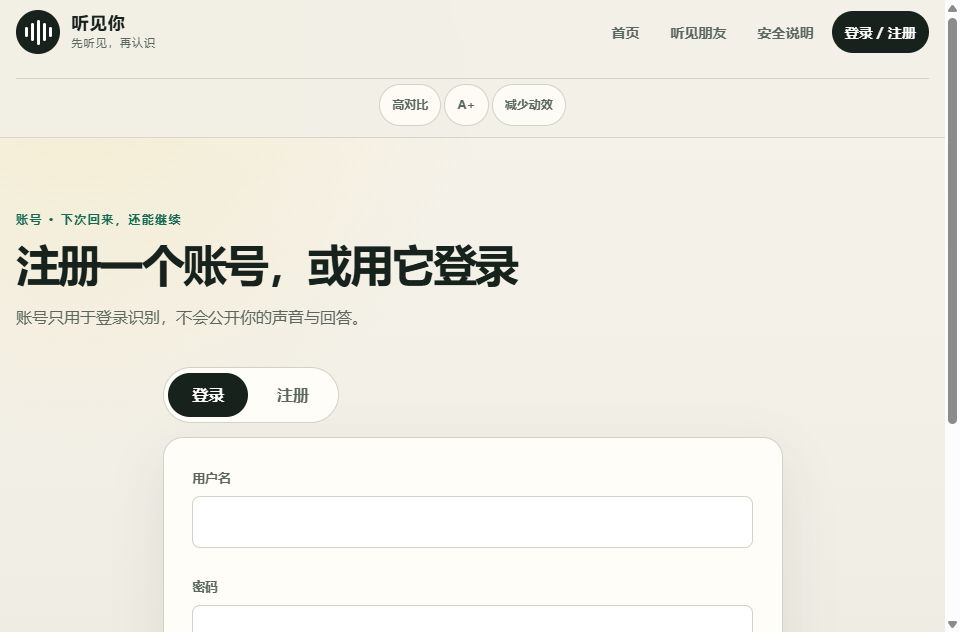 听见你
先听见，再认识
首页
听见朋友
安全说明
登录 / 注册
高对比
A+
减少动效
账号 • 下次回来，还能继续
注册一个账号，或用它登录
账号只用于登录识别，不会公开你的声音与回答。
登录
注册
用户名
密码